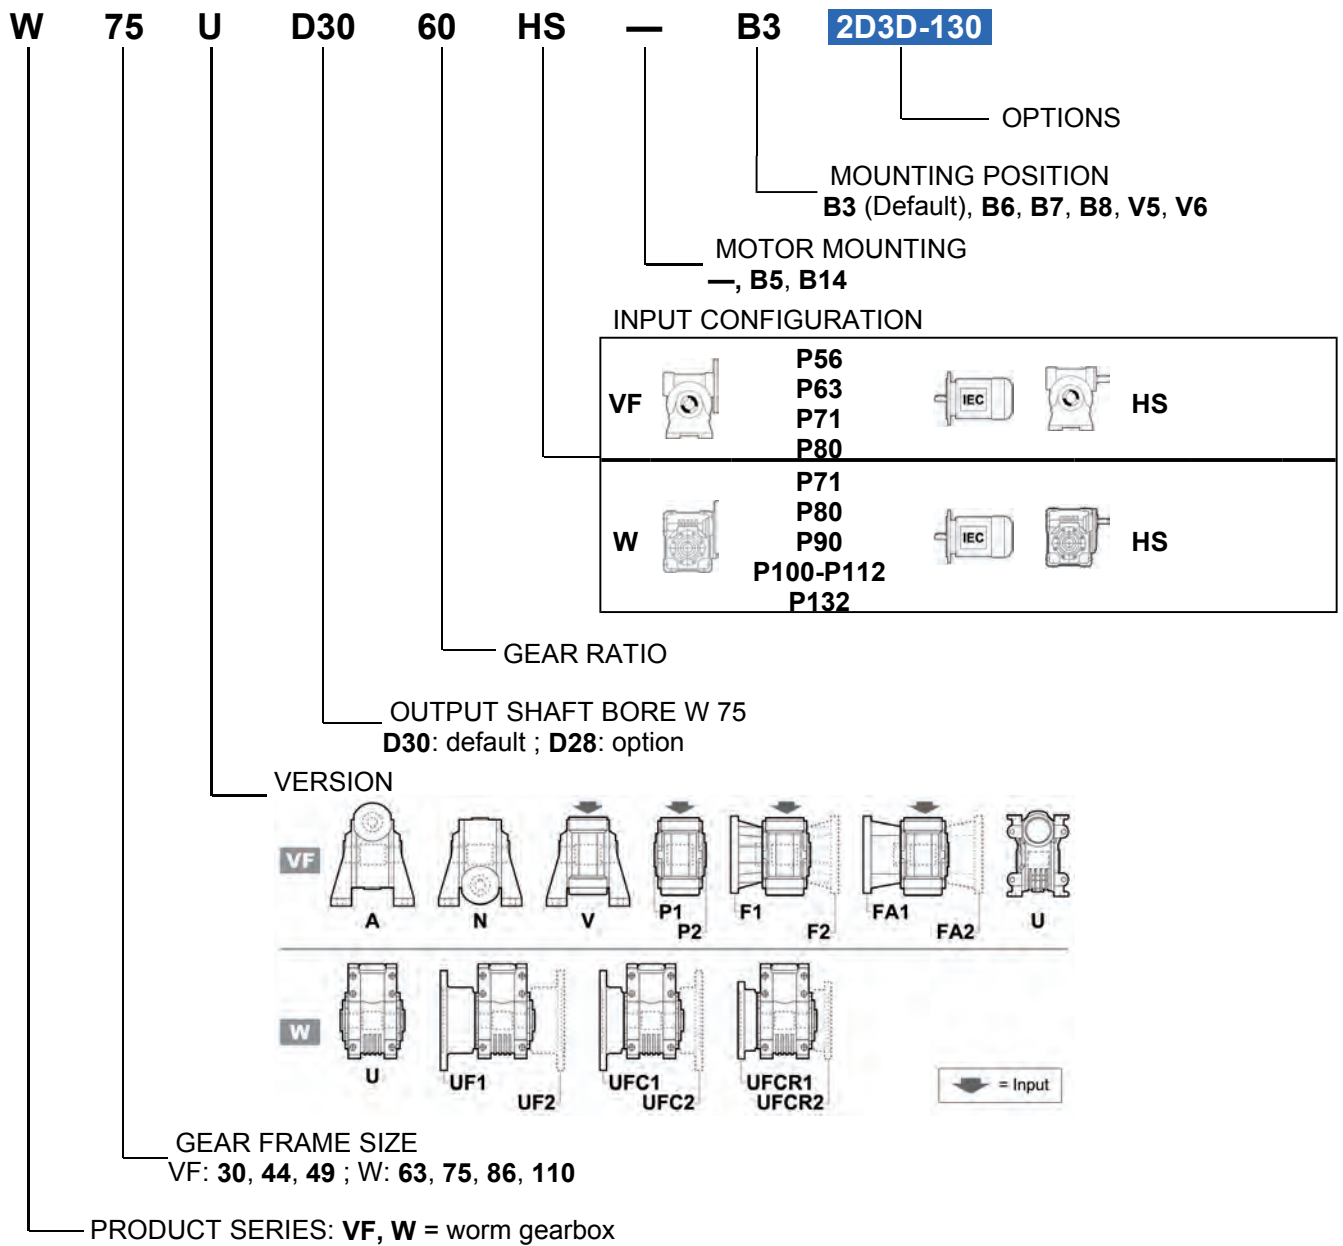 W 75 U D30 60 HS — B3 2D3D-130
OPTIONS
MOUNTING POSITION
B3 (Default), B6, B7, B8, V5, V6
MOTOR MOUNTING
—, B5, B14
INPUT CONFIGURATION
P56
P63
VF IEC HS
P71
P80
P71
P80
W P90 IEC HS
P100-P112
P132
GEAR RATIO
OUTPUT SHAFT BORE W 75
D30: default ; D28: option
VERSION
VF
A N V P1 F1 FA1 U
P2 F2 FA2
W
U UF1 UFC1 UFCR1
UF2 UFC2 UFCR2
= Input
GEAR FRAME SIZE
VF: 30, 44, 49 ; W: 63, 75, 86, 110
PRODUCT SERIES: VF, W = worm gearbox